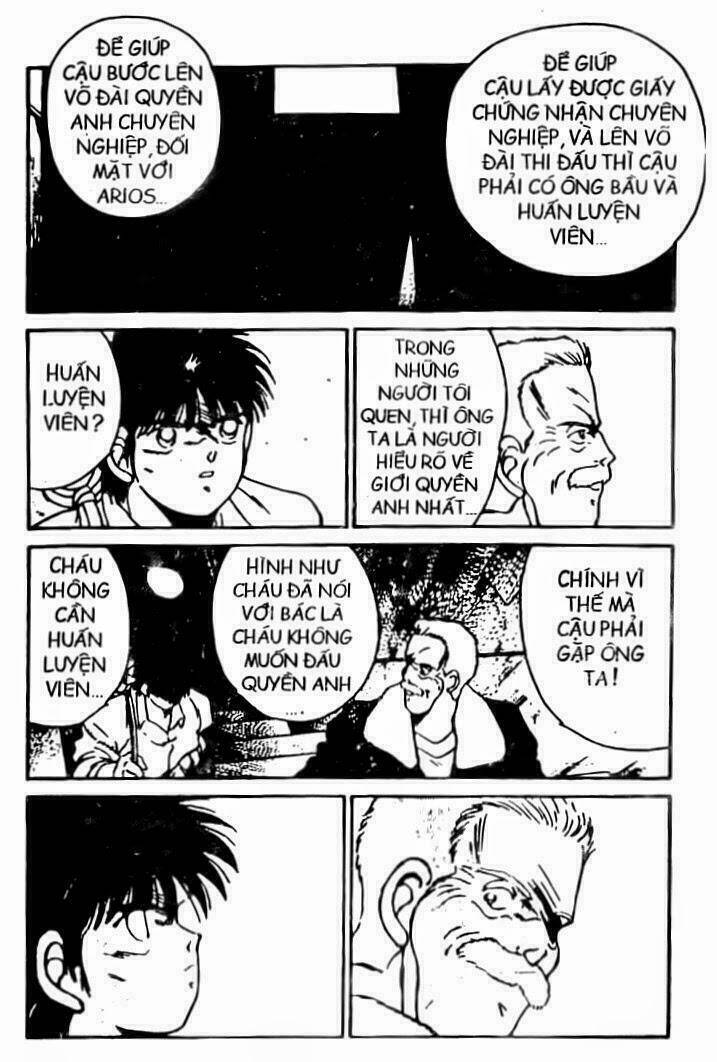 ĐỂ GIÚP
CẬU BƯỚC LÊN
VÕ ĐÀI QUYỀN
ANH CHUYÊN
NGHIỆP, ĐỐI
MẶT VỚI
ARIOS...
ĐỂ GIÚP
CẬU LẤY ĐƯỢC GIẤY
CHỨNG NHẬN CHUYÊN
NGHIỆP, VÀ LÊN VÕ
ĐÀI THI ĐẤU THÌ CẬU
PHẢI CÓ ÔNG BẦU VÀ
HUẤN LUYỆN
VIÊN...
HUẤN
LUYỆN
VIÊN?
TRONG
NHỮNG
NGƯỜI TÔI
QUEN, THÌ ÔNG
TA LÀ NGƯỜI
HIỂU RÕ VỀ
GIỚI QUYỀN
ANH NHẤT...
CHÁU
KHÔNG
CẦN
HUẤN
LUYỆN
VIÊN...
HÌNH NHƯ
CHÁU ĐÃ NÓI
VỚI BÁC LÀ
CHÁU KHÔNG
MUỐN ĐẤU
QUYỀN ANH
....
CHÍNH VÌ
THẾ MÀ
CẬU PHẢI
GẶP ÔNG
TA!